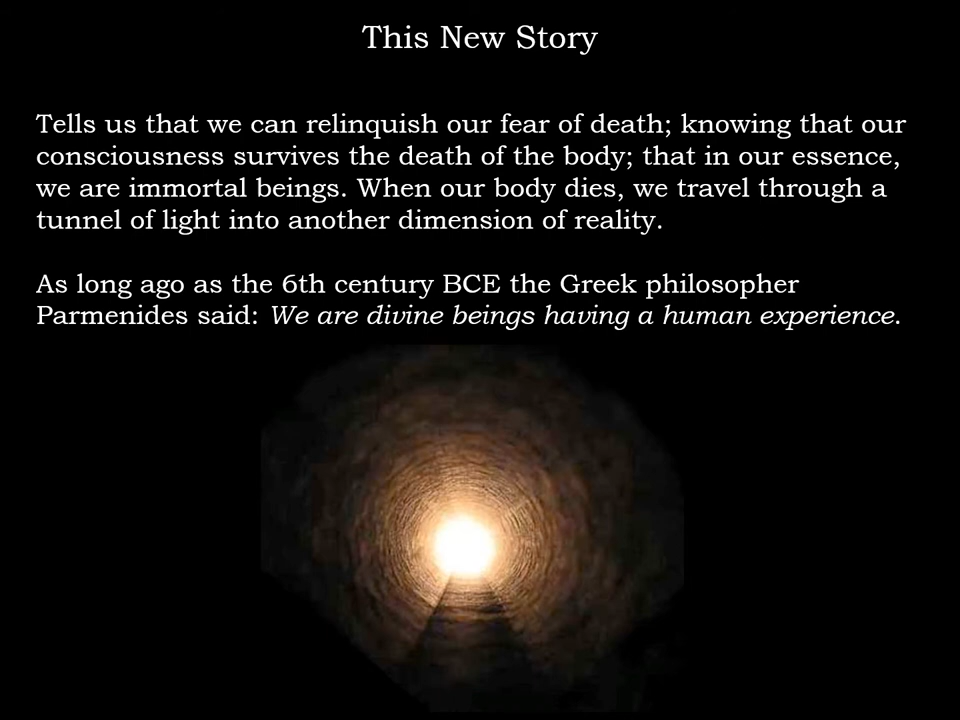 This New Story
Tells us that we can relinquish our fear of death; knowing that our
consciousness survives the death of the body; that in our essence,
we are immortal beings. When our body dies, we travel through a
tunnel of light into another dimension of reality.
As long ago as the 6th century BCE the Greek philosopher
Parmenides said: We are divine beings having a human experience.